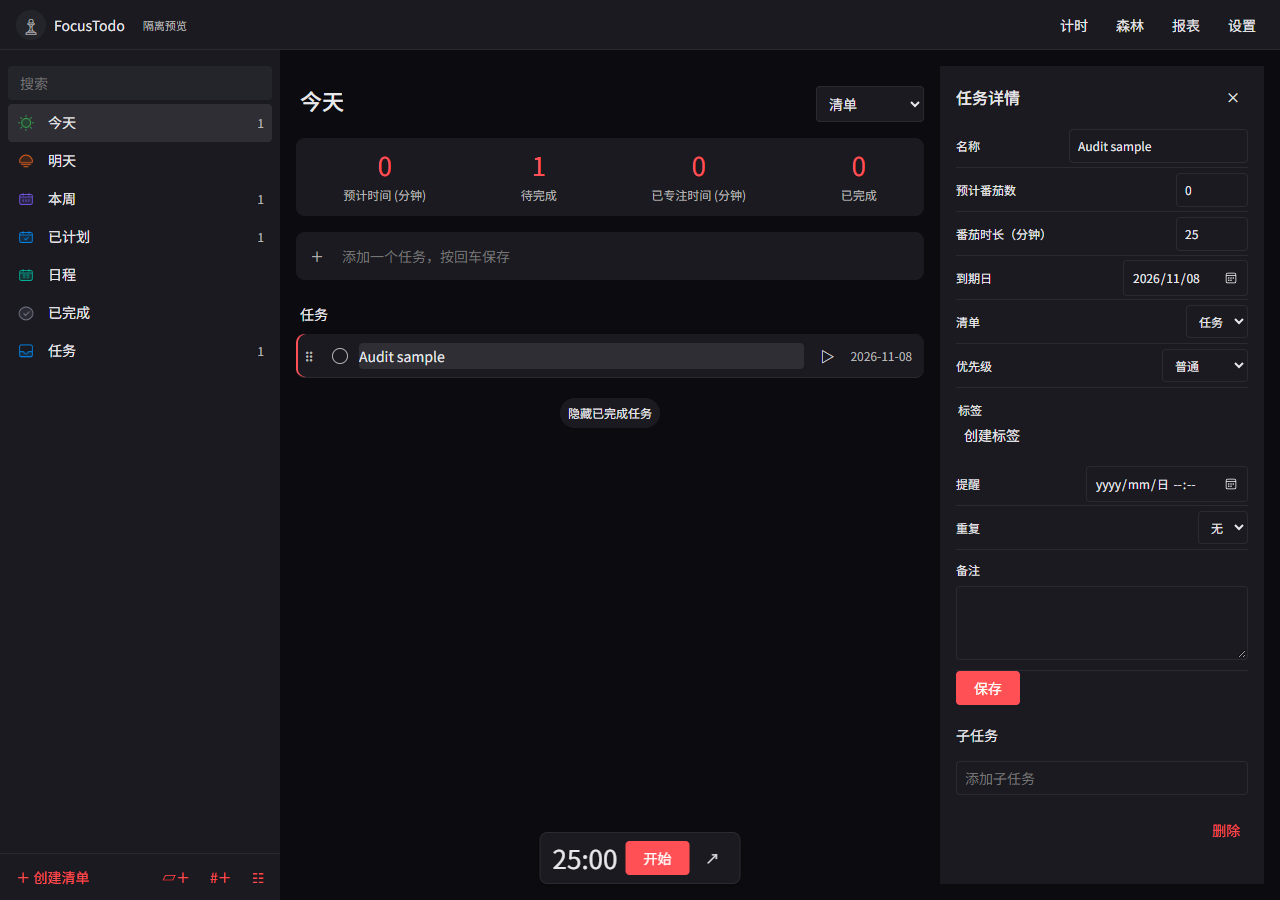 FocusTodo 隔离预览
计时 森林 报表 设置
搜索
今天 1
明天
本周 1
已计划 1
日程
已完成
任务 1
+ 创建清单
#+
今天
清单
0 1 0 0
预计时间 (分钟) 待完成 已专注时间 (分钟) 已完成
+ 添加一个任务，按回车保存
任务
Audit sample 2026-11-08
隐藏已完成任务
25:00 开始 ↗
任务详情 ×
名称 Audit sample
预计番茄数 0
番茄时长（分钟） 25
到期日 2026/11/08
清单 任务
优先级 普通
标签
创建标签
提醒 yyyy/mm/日 --:--
重复 无
备注
保存
子任务
添加子任务
删除